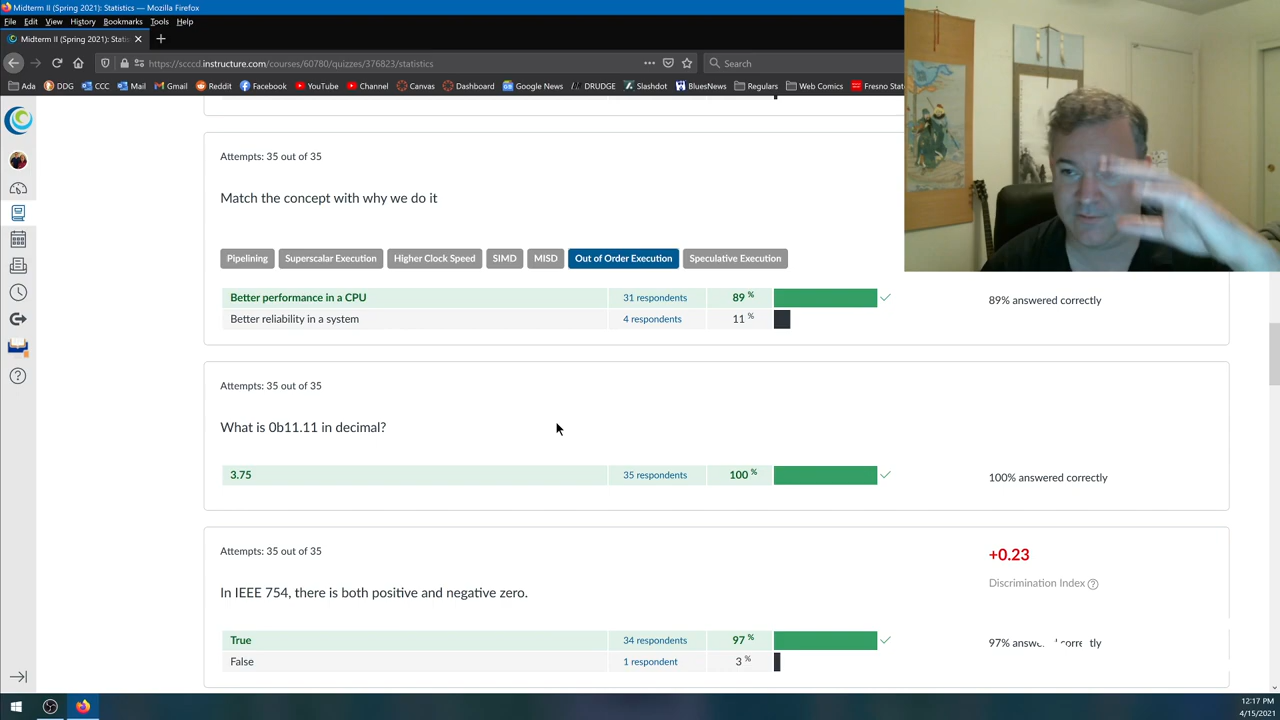 Midterm II (Spring 2021): Statistics — Mozilla Firefox
File Edit View History Bookmarks Tools Help
Midterm II (Spring 2021): Stati
https://scccd.instructure.com/courses/60780/quizzes/376823/statistics
Search
Ada DDG CCC Mail Gmail Reddit Facebook YouTube Channel Canvas Dashboard Google News DRUDGE Slashdot BluesNews Regulars Web Comics Fresno Stat
Attempts: 35 out of 35
Match the concept with why we do it
Pipelining Superscalar Execution Higher Clock Speed SIMD MISD Out of Order Execution Speculative Execution
Better performance in a CPU 31 respondents 89 % 89% answered correctly
Better reliability in a system 4 respondents 11 %
Attempts: 35 out of 35
What is 0b11.11 in decimal?
3.75 35 respondents 100 % 100% answered correctly
Attempts: 35 out of 35
+0.23
Discrimination Index ?
In IEEE 754, there is both positive and negative zero.
True 34 respondents 97 % 97% answe correctly
False 1 respondent 3 %
12:17 PM
4/15/2021